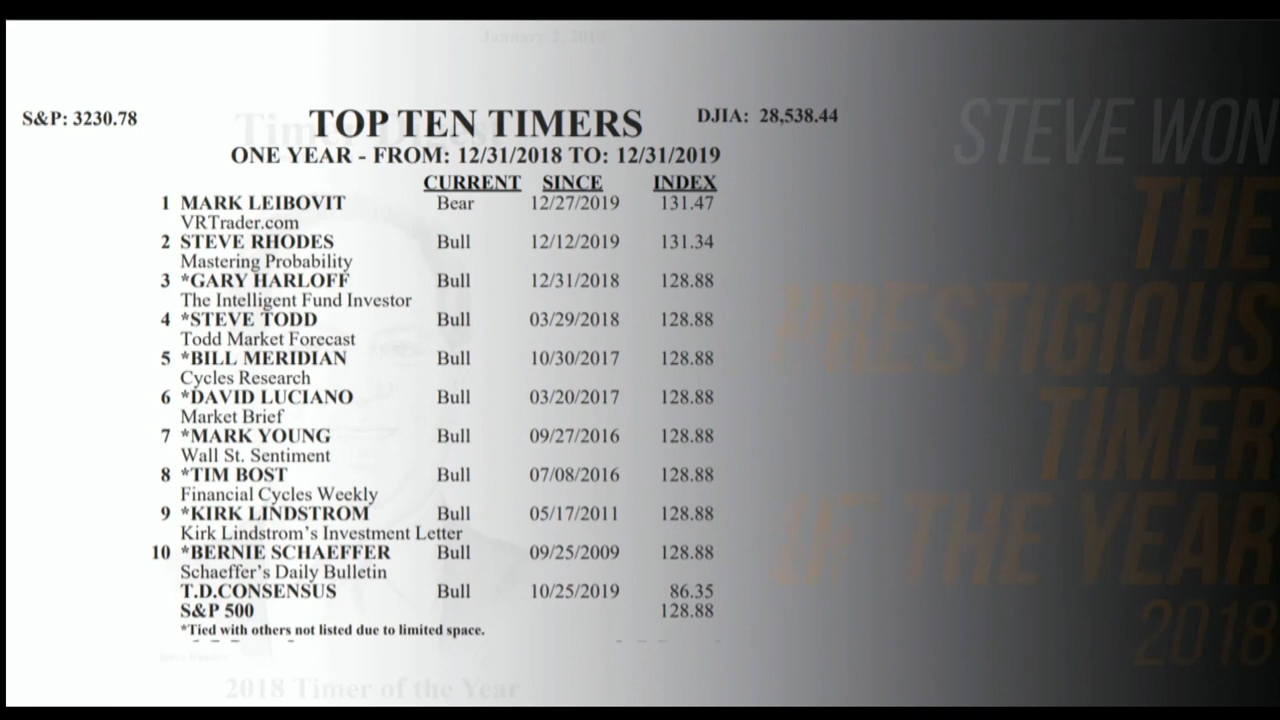 January 2, 2019
S&P: 3230.78
TOP TEN TIMERS
DJIA: 28,538.44
Timer Digest
ONE YEAR - FROM: 12/31/2018 TO: 12/31/2019
CURRENT SINCE INDEX
1 MARK LEIBOVIT Bear 12/27/2019 131.47
VRTrader.com
2 STEVE RHODES Bull 12/12/2019 131.34
Mastering Probability
3 *GARY HARLOFF Bull 12/31/2018 128.88
The Intelligent Fund Investor
4 *STEVE TODD Bull 03/29/2018 128.88
Todd Market Forecast
5 *BILL MERIDIAN Bull 10/30/2017 128.88
Cycles Research
6 *DAVID LUCIANO Bull 03/20/2017 128.88
Market Brief
7 *MARK YOUNG Bull 09/27/2016 128.88
Wall St. Sentiment
8 *TIM BOST Bull 07/08/2016 128.88
Financial Cycles Weekly
9 *KIRK LINDSTROM Bull 05/17/2011 128.88
Kirk Lindstrom's Investment Letter
10 *BERNIE SCHAEFFER Bull 09/25/2009 128.88
Schaeffer's Daily Bulletin
T.D.CONSENSUS Bull 10/25/2019 86.35
S&P 500 128.88
*Tied with others not listed due to limited space.
2018 Timer of the Year
STEVE WON
THE
PRESTIGIOUS
TIMER
OF THE YEAR
2018